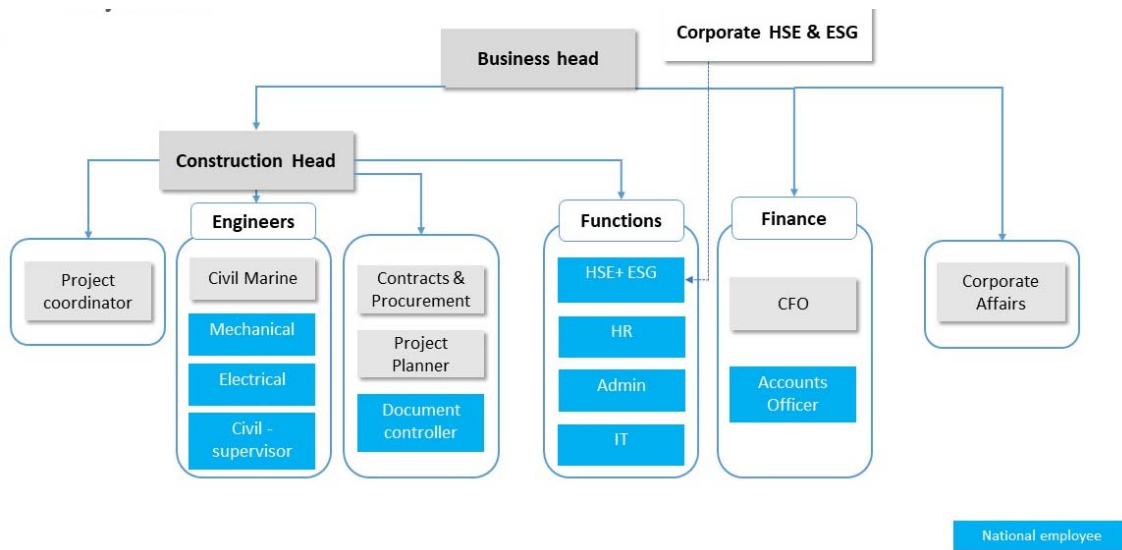 Corporate HSE & ESG
Business head
Construction Head
Engineers
Functions
Finance
Project
coordinator
Civil Marine
Mechanical
Electrical
Civil -
supervisor
Contracts &
Procurement
Project
Planner
Document
controller
HSE+ ESG
HR
Admin
IT
CFO
Accounts
Officer
Corporate
Affairs
National employee